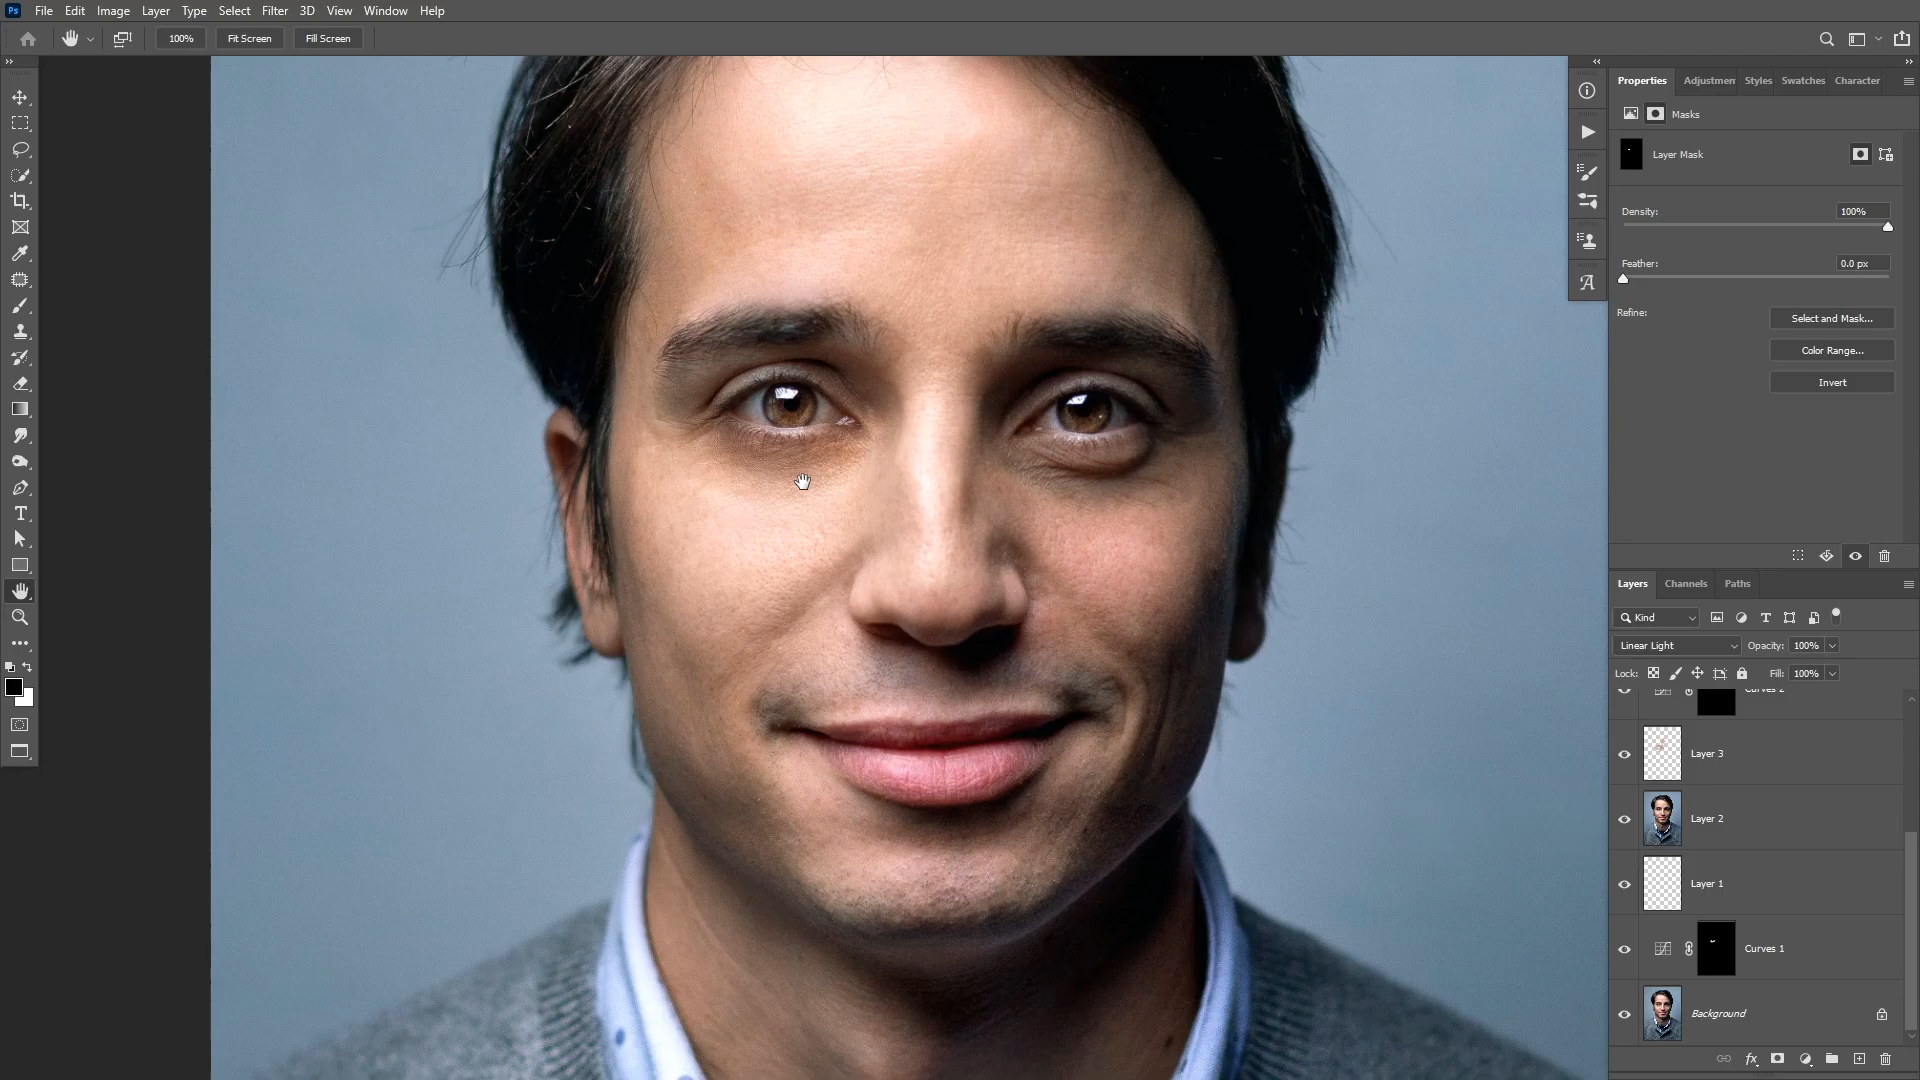 Ps File Edit Image Layer Type Select Filter 3D View Window Help
100% Fit Screen Fill Screen
Properties Adjustmen Styles Swatches Character
Masks
Layer Mask
Density: 100%
Feather: 0.0 px
Refine: Select and Mask...
Color Range...
Invert
Layers Channels Paths
Kind
Linear Light Opacity: 100%
Lock: Fill: 100%
Curves 2
Layer 3
Layer 2
Layer 1
Curves 1
Background
fx